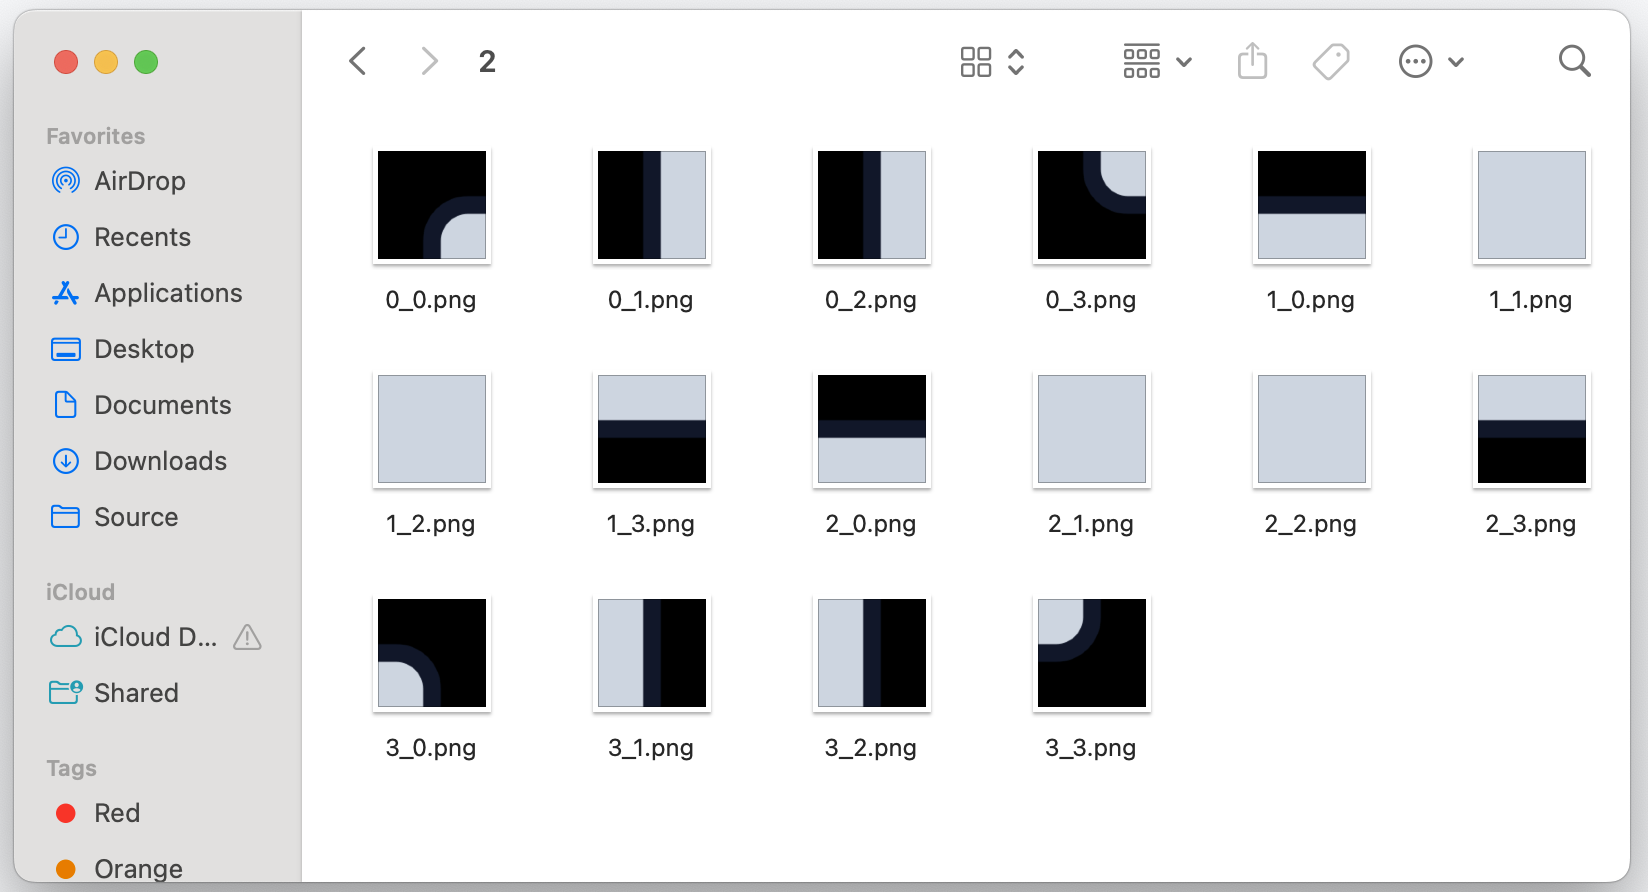 2
Favorites
AirDrop
Recents
Applications
Desktop
Documents
Downloads
Source
iCloud
iCloud D...
Shared
Tags
Red
Orange
0_0.png
0_1.png
0_2.png
0_3.png
1_0.png
1_1.png
1_2.png
1_3.png
2_0.png
2_1.png
2_2.png
2_3.png
3_0.png
3_1.png
3_2.png
3_3.png